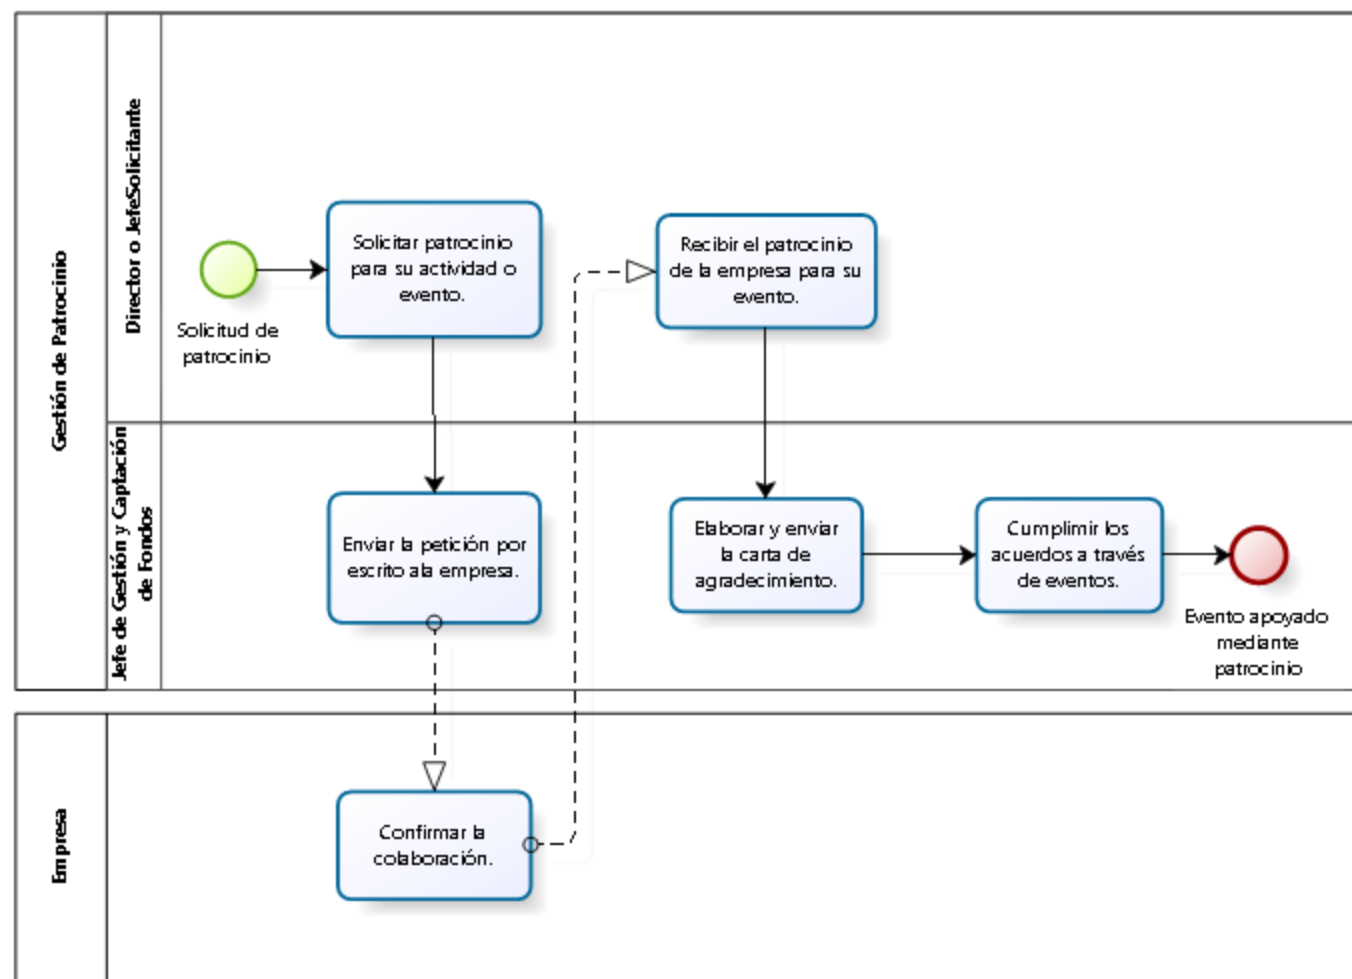 Gestión de Patrocinio
Director o JefeSolicitante
Solicitud de
patrocinio
Solicitar patrocinio
para su actividad o
evento.
Recibir el patrocinio
de la empresa para su
evento.
Jefe de Gestión y Captación
de Fondos
Enviar la petición por
escrito ala empresa.
Elaborar y enviar
la carta de
agradecimiento.
Cumplimir los
acuerdos a través
de eventos.
Evento apoyado
mediante
patrocinio
Empresa
Confirmar la
colaboración.